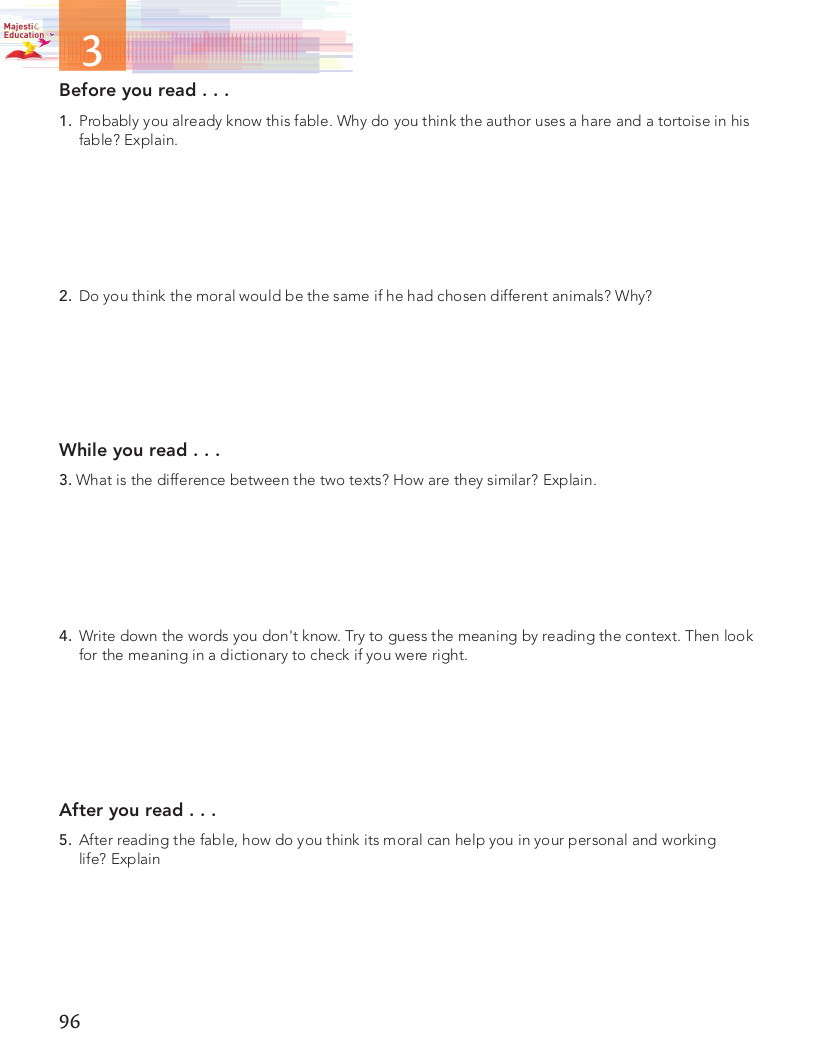 Majestic
Education
3
Before you read . . .
1. Probably you already know this fable. Why do you think the author uses a hare and a tortoise in his
fable? Explain.
2. Do you think the moral would be the same if he had chosen different animals? Why?
While you read . . .
3. What is the difference between the two texts? How are they similar? Explain.
4. Write down the words you don't know. Try to guess the meaning by reading the context. Then look
for the meaning in a dictionary to check if you were right.
After you read . . .
5. After reading the fable, how do you think its moral can help you in your personal and working
life? Explain
96